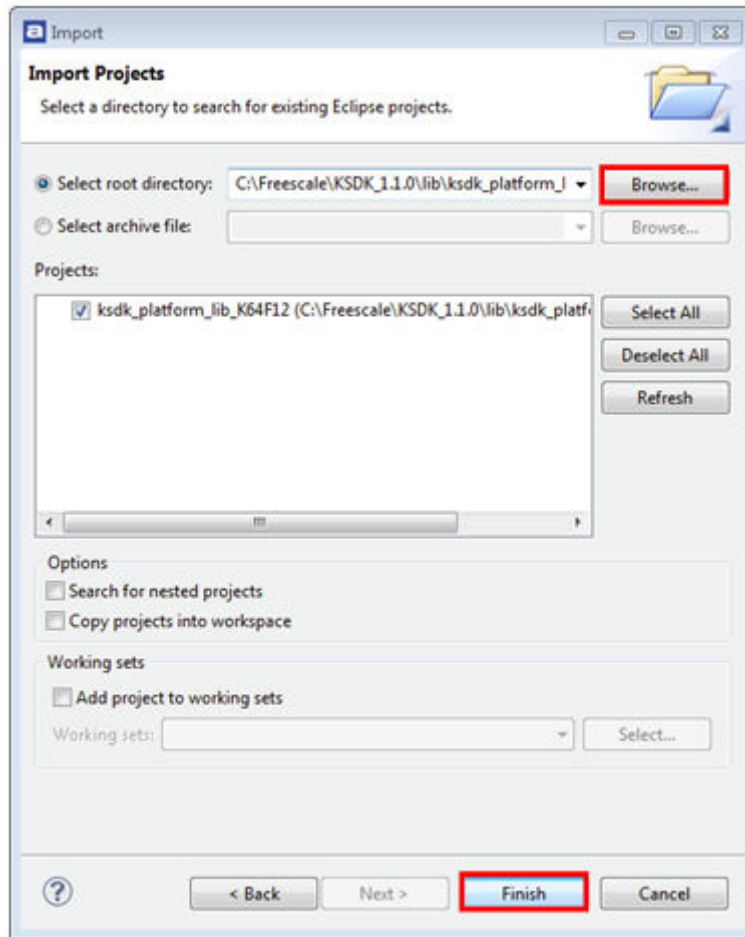 Import
Import Projects
Select a directory to search for existing Eclipse projects.
Select root directory: C:\Freescale\KSDK_1.1.0\lib\ksdk_platform_l Browse...
Select archive file: Browse...
Projects:
ksdk_platform_lib_K64F12 (C:\Freescale\KSDK_1.1.0\lib\ksdk_platf
Select All
Deselect All
Refresh
Options
Search for nested projects
Copy projects into workspace
Working sets
Add project to working sets
Working sets: Select...
? < Back Next > Finish Cancel